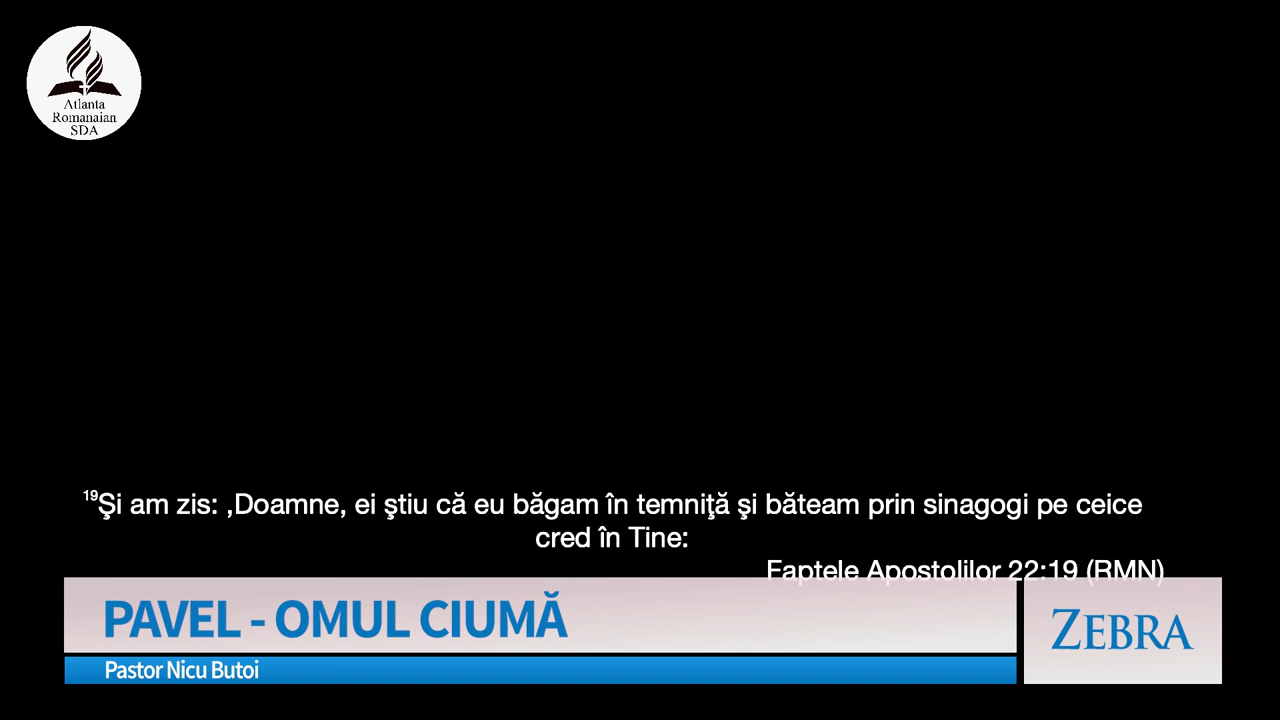 Atlanta
Romanaian
SDA
19Şi am zis: ‚Doamne, ei ştiu că eu băgam în temniţă şi băteam prin sinagogi pe ceice
cred în Tine:
Faptele Apostolilor 22:19 (RMN)
PAVEL - OMUL CIUMĂ
ZEBRA
Pastor Nicu Butoi